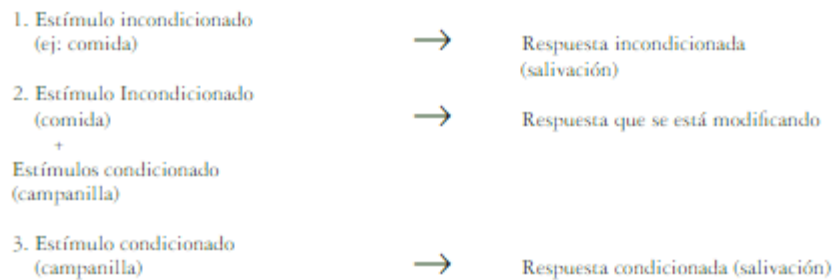 1. Estímulo incondicionado
(ej: comida) → Respuesta incondicionada
(salivación)
2. Estímulo Incondicionado
(comida) → Respuesta que se está modificando
+
Estímulos condicionado
(campanilla)
3. Estímulo condicionado
(campanilla) → Respuesta condicionada (salivación)